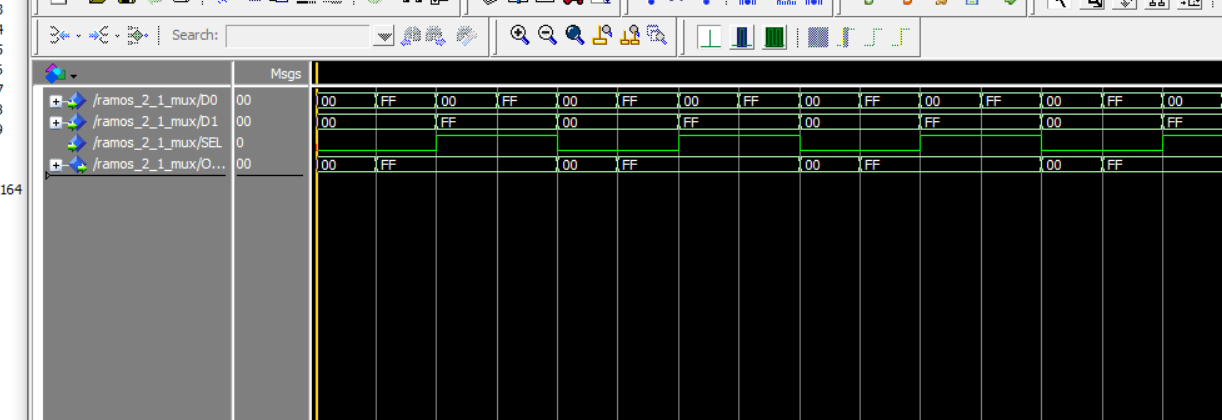 Search:
Msgs
/ramos_2_1_mux/D0 00 00 FF 00 FF 00 FF 00 FF 00 FF 00 FF 00 FF 00
/ramos_2_1_mux/D1 00 00 FF 00 FF 00 FF 00 FF
/ramos_2_1_mux/SEL 0
/ramos_2_1_mux/O... 00 00 FF 00 FF 00 FF 00 FF
164